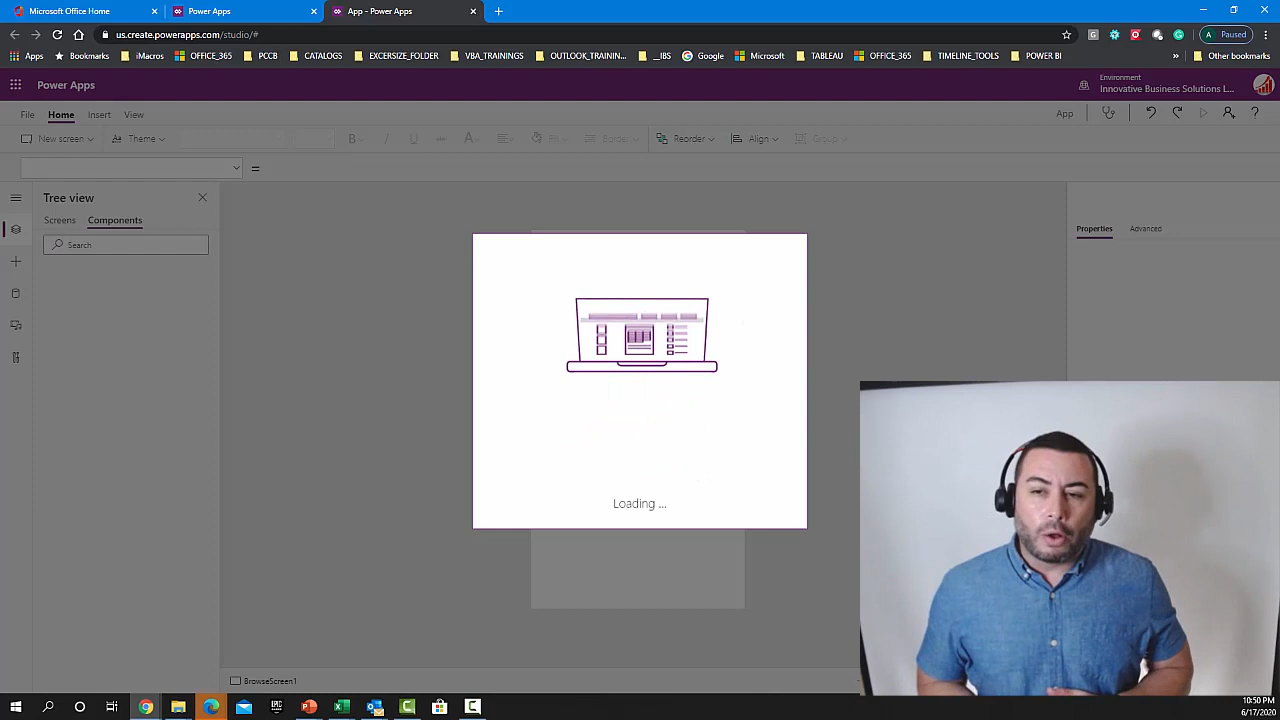 Microsoft Office Home
Power Apps
App - Power Apps
us.create.powerapps.com/studio/#
Paused
Apps
Bookmarks
iMacros
OFFICE_365
PCCB
CATALOGS
EXCERSIZE_FOLDER
VBA_TRAININGS
OUTLOOK_TRAININ...
__IBS
Google
Microsoft
TABLEAU
OFFICE_365
TIMELINE_TOOLS
POWER BI
»
Other bookmarks
Power Apps
Environment
Innovative Business Solutions L...
File
Home
Insert
View
App
New screen
Theme
Fill
Border
Reorder
Align
Group
=
Tree view
Screens
Components
Search
Properties
Advanced
Loading ...
BrowseScreen1
10:50 PM
6/17/2020